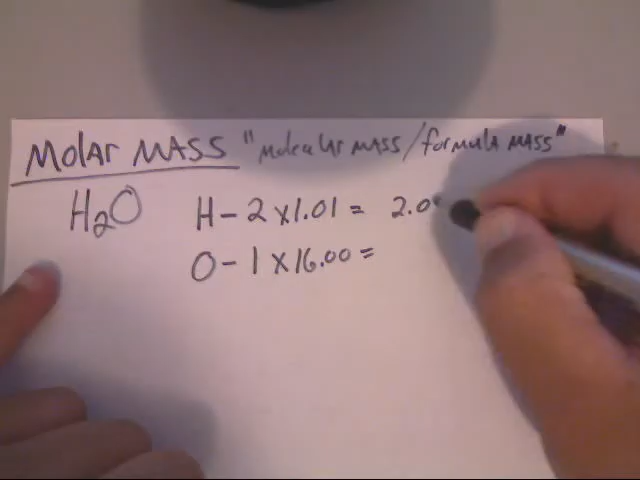 MOLAR MASS "molecular MASS/formula MASS"
H₂O
H - 2 x 1.01 = 2.0
O - 1 x 16.00 =